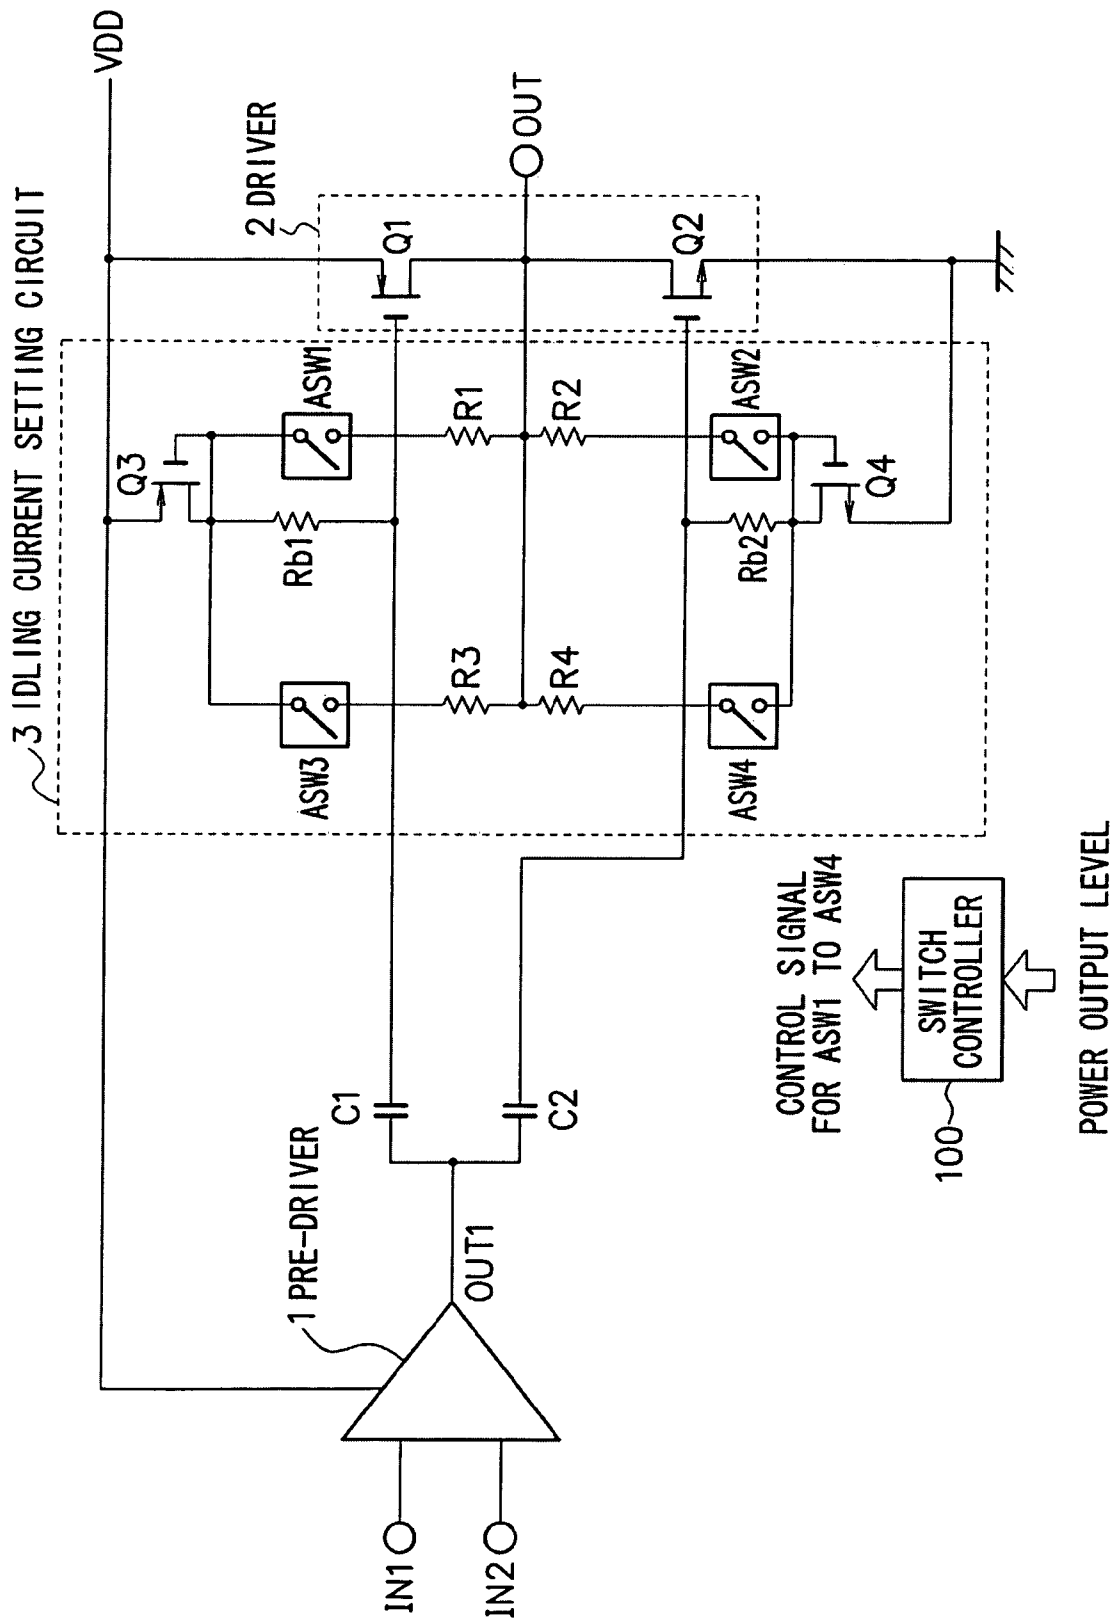 3 IDLING CURRENT SETTING CIRCUIT
VDD
2 DRIVER
Q3
ASW1
Q1
Rb1
R1
OUT
R3
R2
ASW3
R4
ASW2
Q2
Rb2
Q4
ASW4
C1
C2
1 PRE-DRIVER
OUT1
IN1
IN2
CONTROL SIGNAL
FOR ASW1 TO ASW4
SWITCH
CONTROLLER
100
POWER OUTPUT LEVEL